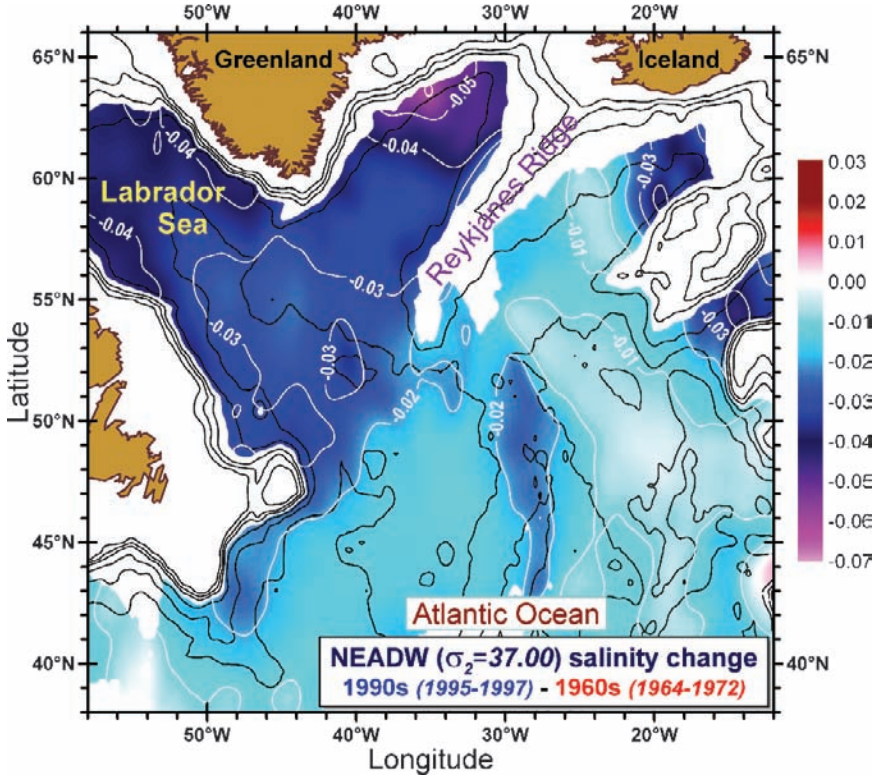 50°W 40°W 30°W 20°W
65°N 65°N
Greenland Iceland
-0.05
-0.04 -0.04
-0.03
60°N
Labrador
Sea
Reykjanes Ridge
-0.04 -0.01
-0.03
55°N
-0.03 -0.03
-0.03 -0.01
-0.02 -0.02
50°N
45°N
Atlantic Ocean
40°N 40°N
NEADW (σ₂=37.00) salinity change
1990s (1995-1997) - 1960s (1964-1972)
50°W 40°W 30°W 20°W
Longitude
Latitude
0.03
0.02
0.01
0.00
-0.01
-0.02
-0.03
-0.04
-0.05
-0.06
-0.07